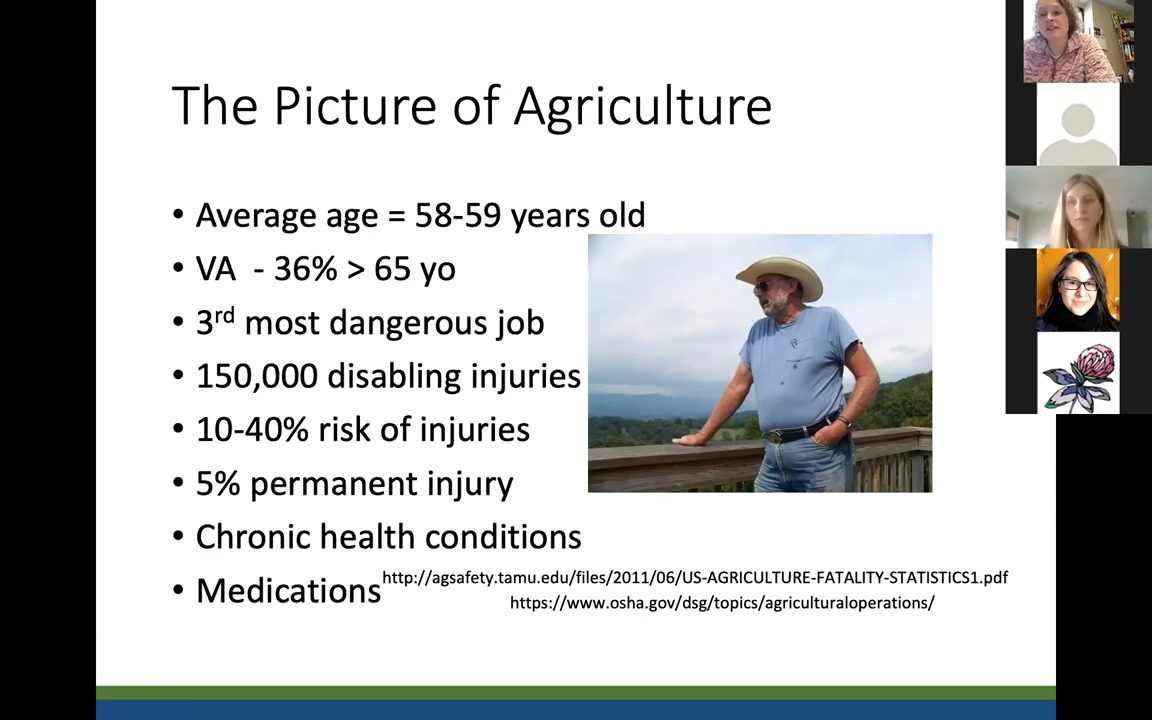 The Picture of Agriculture
• Average age = 58-59 years old
• VA - 36% > 65 yo
• 3rd most dangerous job
• 150,000 disabling injuries
• 10-40% risk of injuries
• 5% permanent injury
• Chronic health conditions
• Medications
http://agsafety.tamu.edu/files/2011/06/US-AGRICULTURE-FATALITY-STATISTICS1.pdf
https://www.osha.gov/dsg/topics/agriculturaloperations/